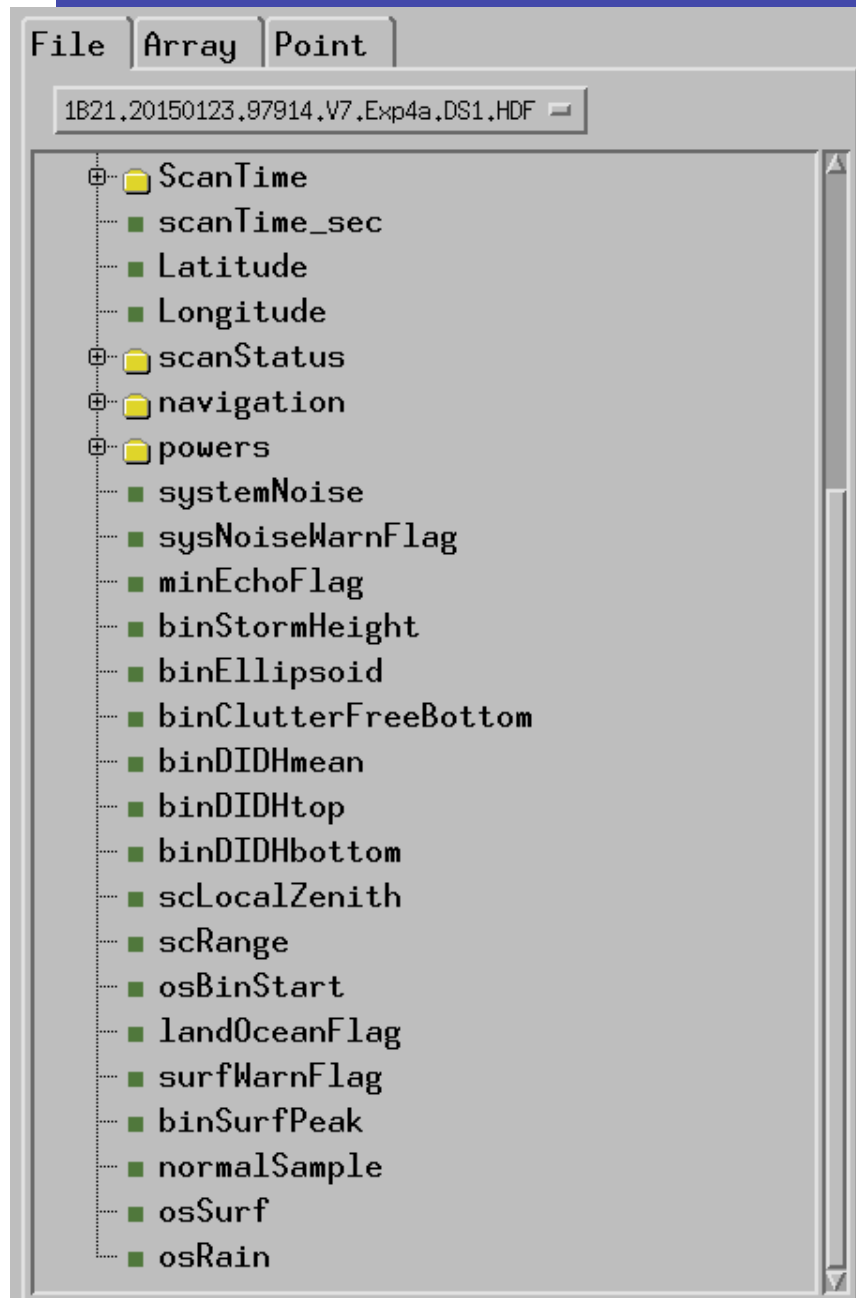 File Array Point
1B21.20150123.97914.V7.Exp4a.DS1.HDF
ScanTime
scanTime_sec
Latitude
Longitude
scanStatus
navigation
powers
systemNoise
sysNoiseWarnFlag
minEchoFlag
binStormHeight
binEllipsoid
binClutterFreeBottom
binDIDHmean
binDIDHtop
binDIDHbottom
scLocalZenith
scRange
osBinStart
landOceanFlag
surfWarnFlag
binSurfPeak
normalSample
osSurf
osRain